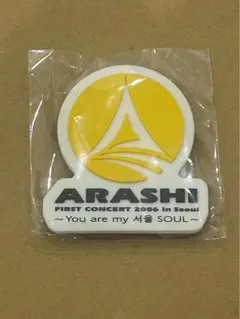 ARASHI
FIRST CONCERT 2006 in Seoul
～You are my 서울 SOUL～